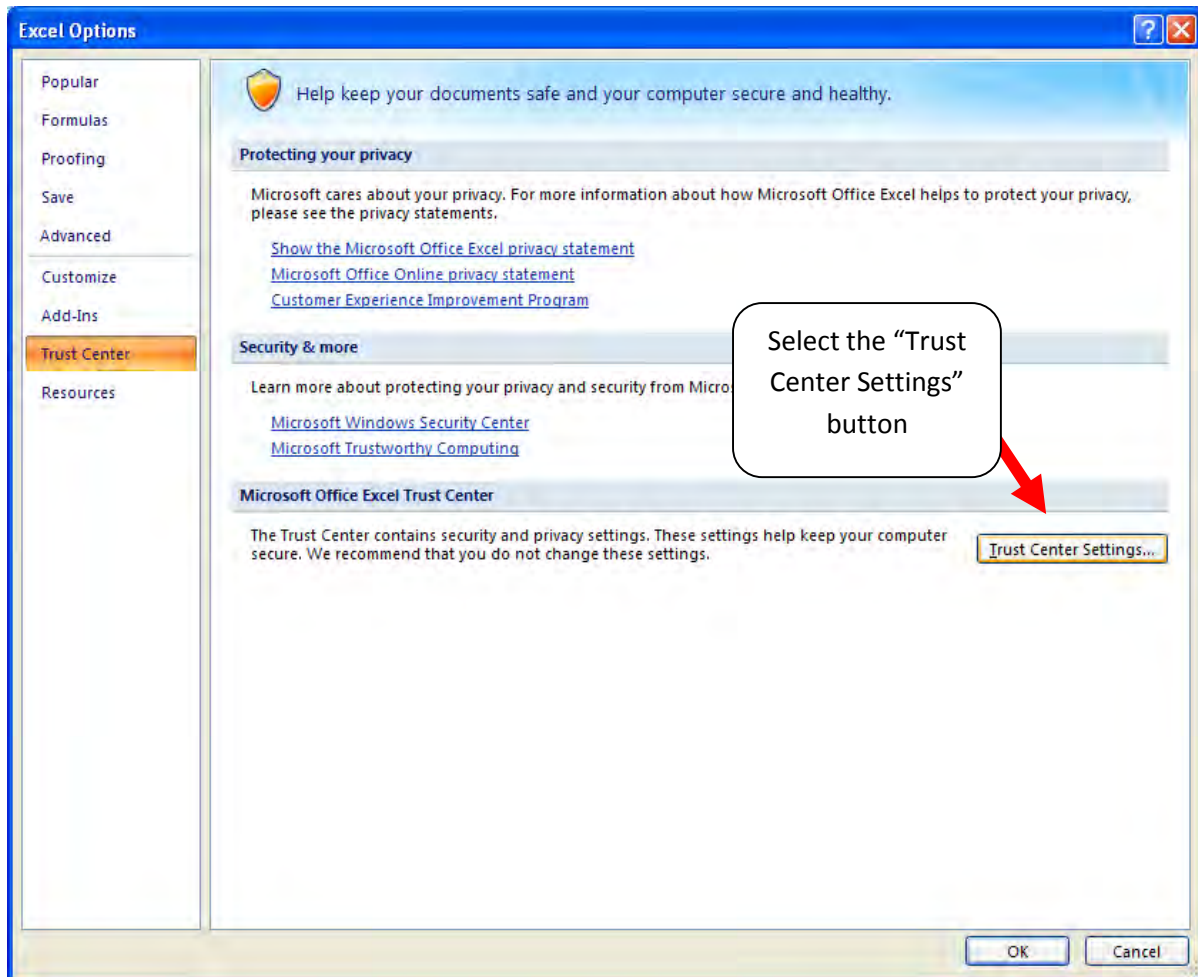 Excel Options
Popular
Formulas
Proofing
Save
Advanced
Customize
Add-Ins
Trust Center
Resources
Help keep your documents safe and your computer secure and healthy.
Protecting your privacy
Microsoft cares about your privacy. For more information about how Microsoft Office Excel helps to protect your privacy,
please see the privacy statements.
Show the Microsoft Office Excel privacy statement
Microsoft Office Online privacy statement
Customer Experience Improvement Program
Security & more
Learn more about protecting your privacy and security from
Microsoft Windows Security Center
Microsoft Trustworthy Computing
Select the “Trust
Center Settings”
button
Microsoft Office Excel Trust Center
The Trust Center contains security and privacy settings. These settings help keep your computer
secure. We recommend that you do not change these settings.
Trust Center Settings...
OK
Cancel